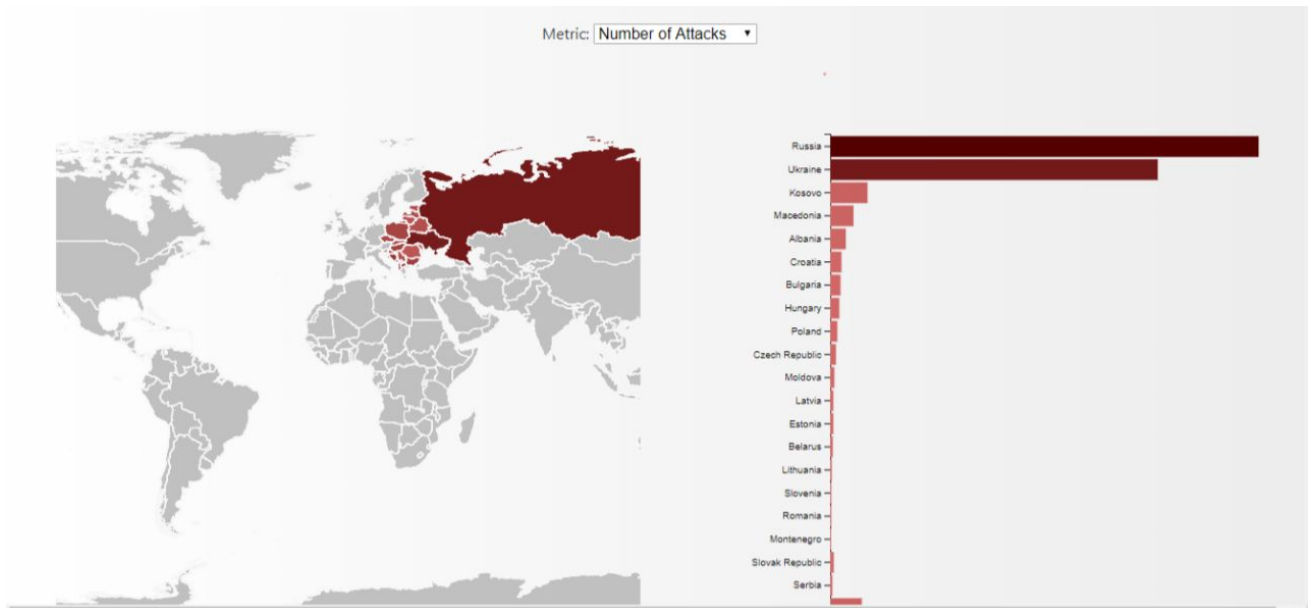 Metric: Number of Attacks
Russia
Ukraine
Kosovo
Macedonia
Albania
Croatia
Bulgaria
Hungary
Poland
Czech Republic
Moldova
Latvia
Estonia
Belarus
Lithuania
Slovenia
Romania
Montenegro
Slovak Republic
Serbia